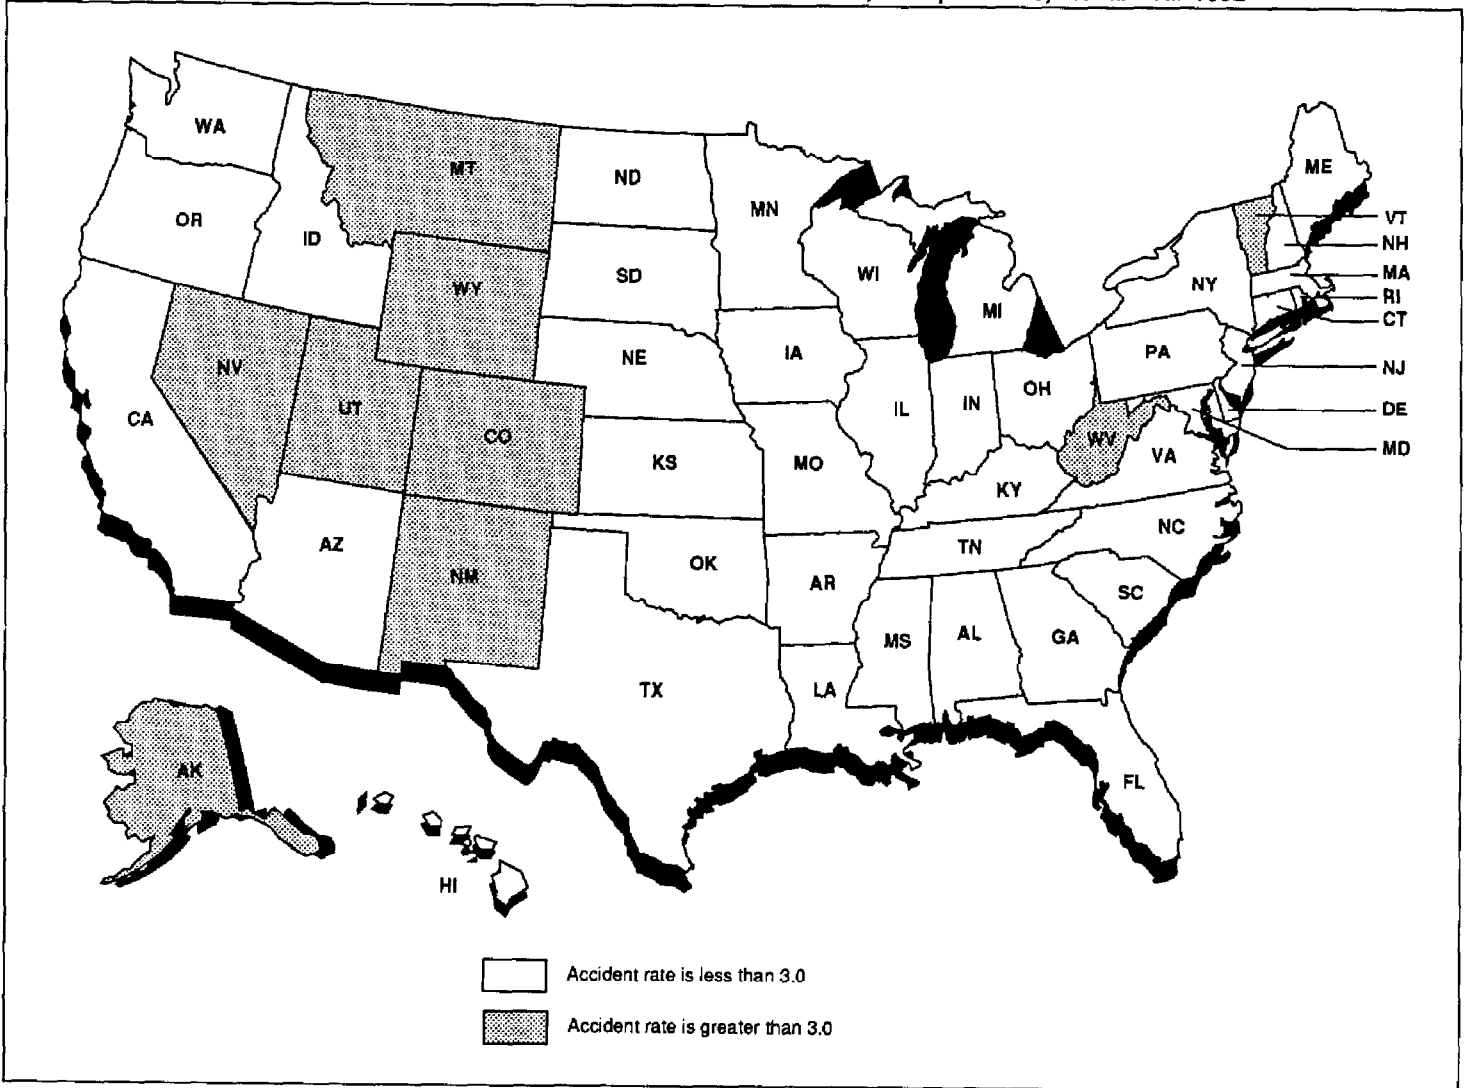 WA
MT
ND
MN
ME
OR
ID
VT
NH
WY
SD
WI
MI
NY
MA
RI
CT
NV
NE
IA
PA
NJ
UT
CA
CO
KS
MO
IL
IN
OH
DE
WV
VA
MD
KY
AZ
NM
OK
AR
TN
NC
SC
TX
LA
MS
AL
GA
AK
FL
HI
Accident rate is less than 3.0
Accident rate is greater than 3.0